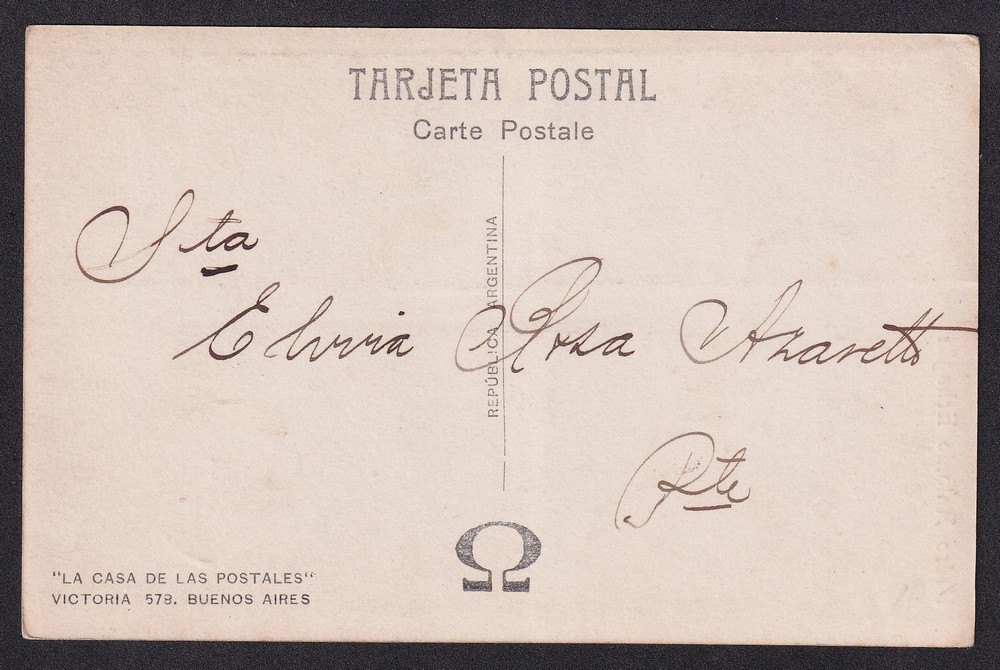 TARJETA POSTAL
Carte Postale
REPÚBLICA ARGENTINA
Sta
Elvira Rosa Azaretto
Pte
Ω
"LA CASA DE LAS POSTALES"
VICTORIA 578. BUENOS AIRES